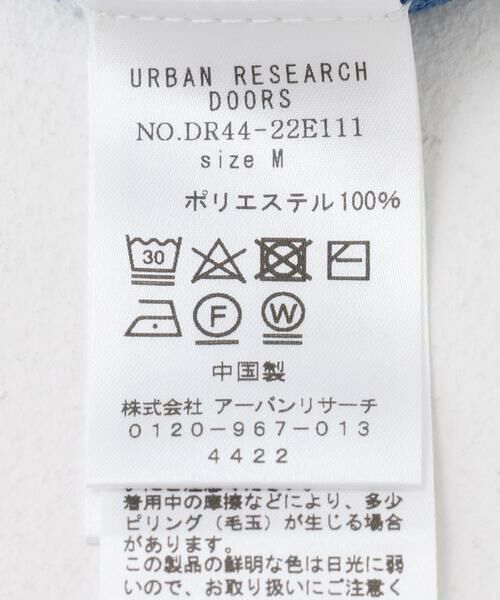 URBAN RESEARCH
DOORS
NO.DR44-22E111
size M
ポリエステル100%
30
F W
中国製
株式会社 アーバンリサーチ
0120-967-013
4422
着用中の摩擦などにより、多少
ピリング（毛玉）が生じる場合
があります。
この製品の鮮明な色は日光に弱
いので、お取り扱いにご注意く